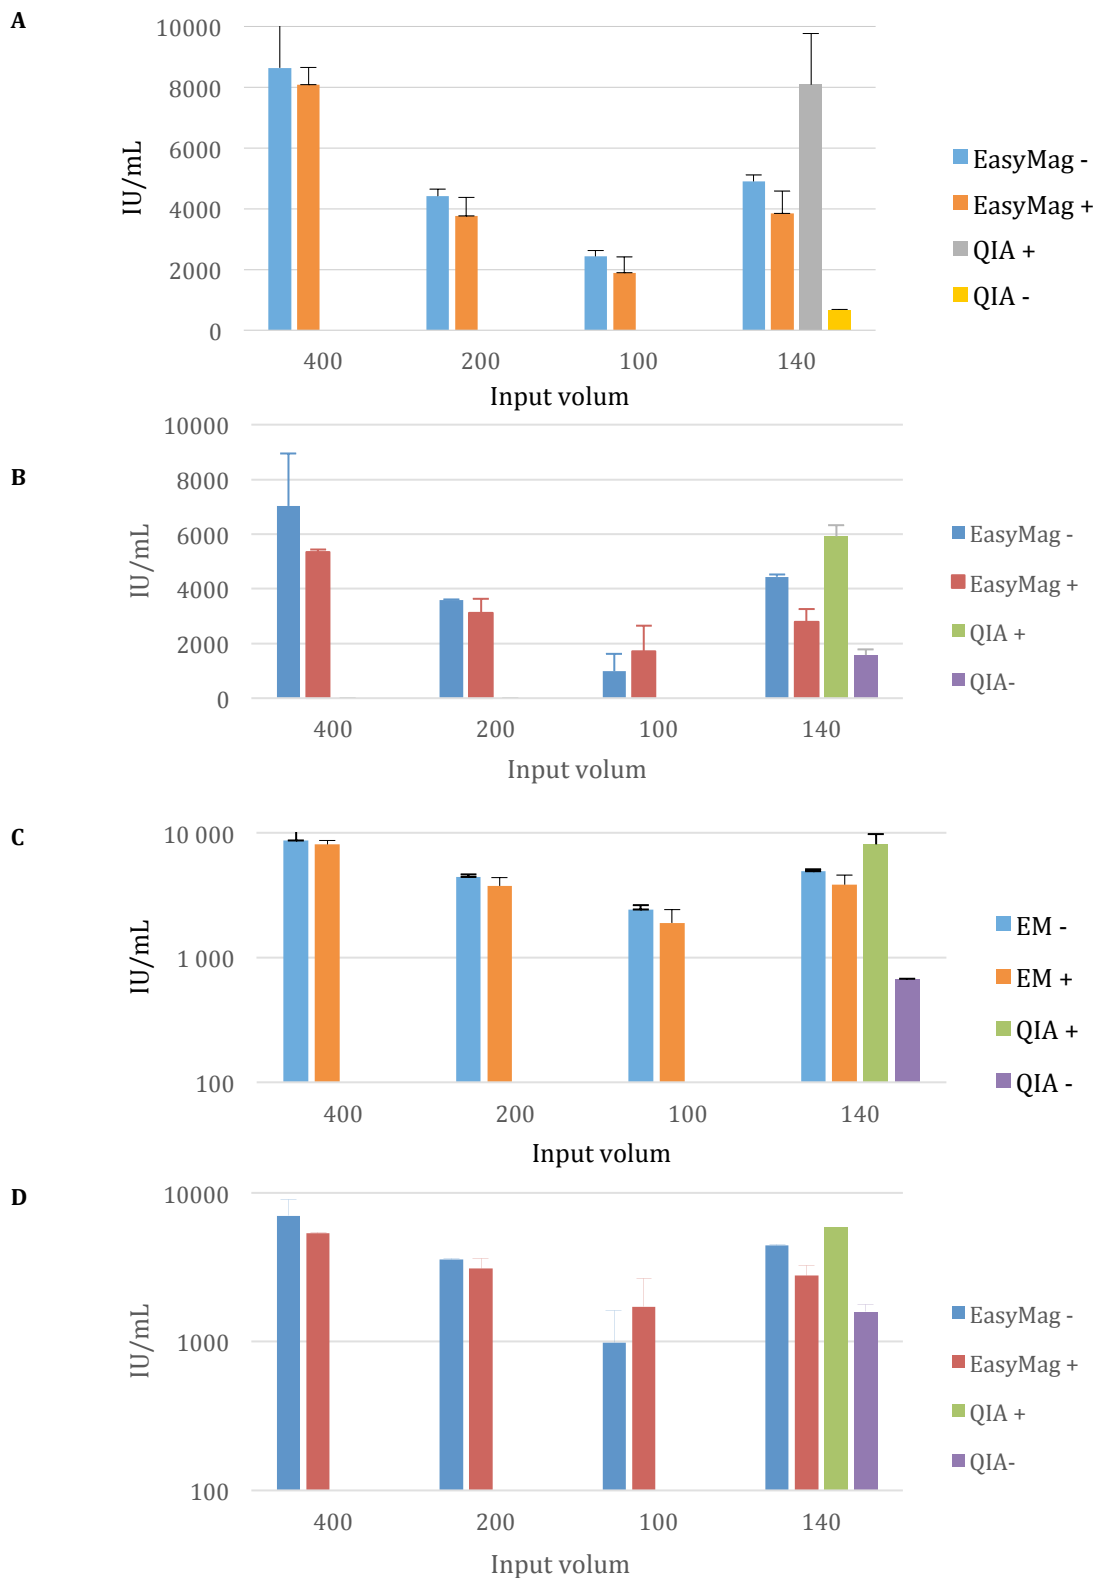 A
10000
8000
6000
4000
2000
0
IU/mL
400 200 100 140
Input volum
EasyMag -
EasyMag +
QIA +
QIA -
B
10000
8000
6000
4000
2000
0
IU/mL
400 200 100 140
Input volum
EasyMag -
EasyMag +
QIA +
QIA-
C
10 000
1 000
100
IU/mL
400 200 100 140
Input volum
EM -
EM +
QIA +
QIA -
D
10000
1000
100
IU/mL
400 200 100 140
Input volum
EasyMag -
EasyMag +
QIA +
QIA-